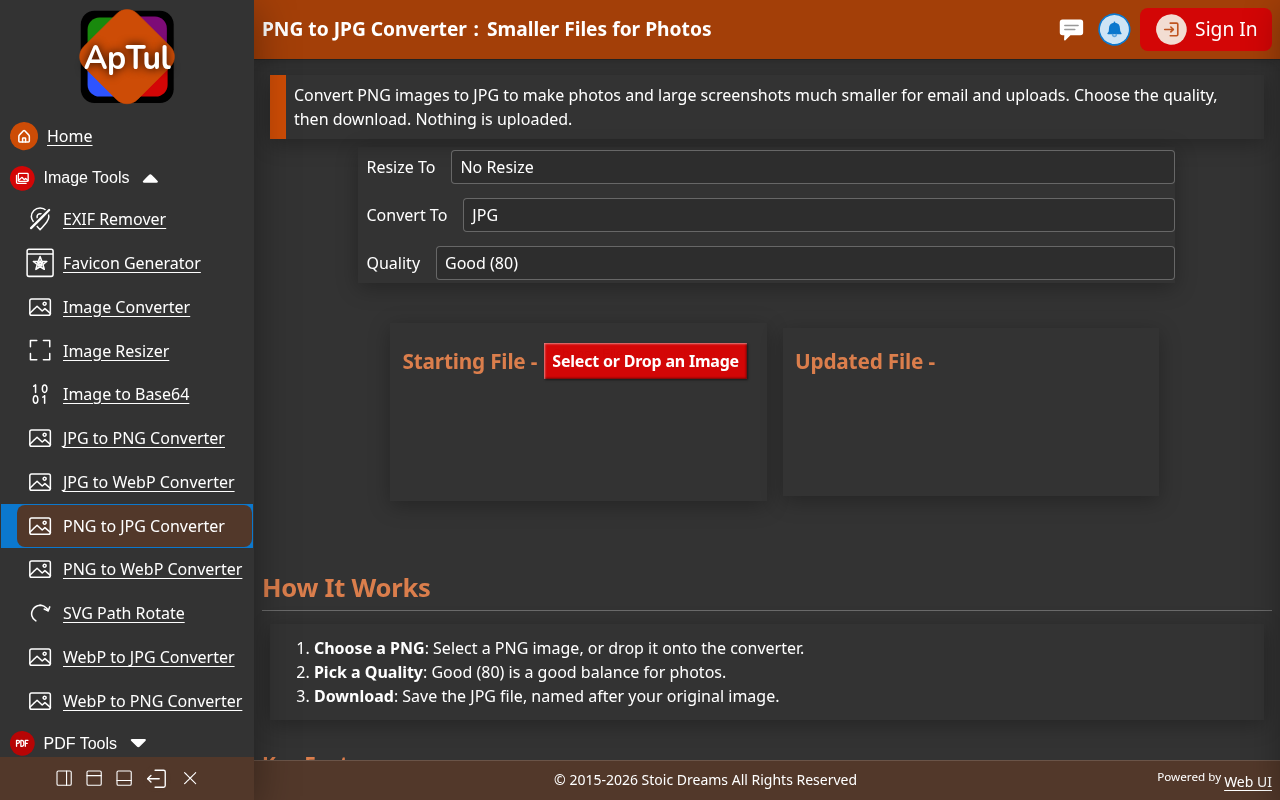 ApTul
Home
Image Tools
EXIF Remover
Favicon Generator
Image Converter
Image Resizer
Image to Base64
JPG to PNG Converter
JPG to WebP Converter
PNG to JPG Converter
PNG to WebP Converter
SVG Path Rotate
WebP to JPG Converter
WebP to PNG Converter
PDF Tools
PNG to JPG Converter : Smaller Files for Photos
Sign In
Convert PNG images to JPG to make photos and large screenshots much smaller for email and uploads. Choose the quality,
then download. Nothing is uploaded.
Resize To No Resize
Convert To JPG
Quality Good (80)
Starting File - Select or Drop an Image
Updated File -
How It Works
1. Choose a PNG: Select a PNG image, or drop it onto the converter.
2. Pick a Quality: Good (80) is a good balance for photos.
3. Download: Save the JPG file, named after your original image.
© 2015-2026 Stoic Dreams All Rights Reserved
Powered by Web UI